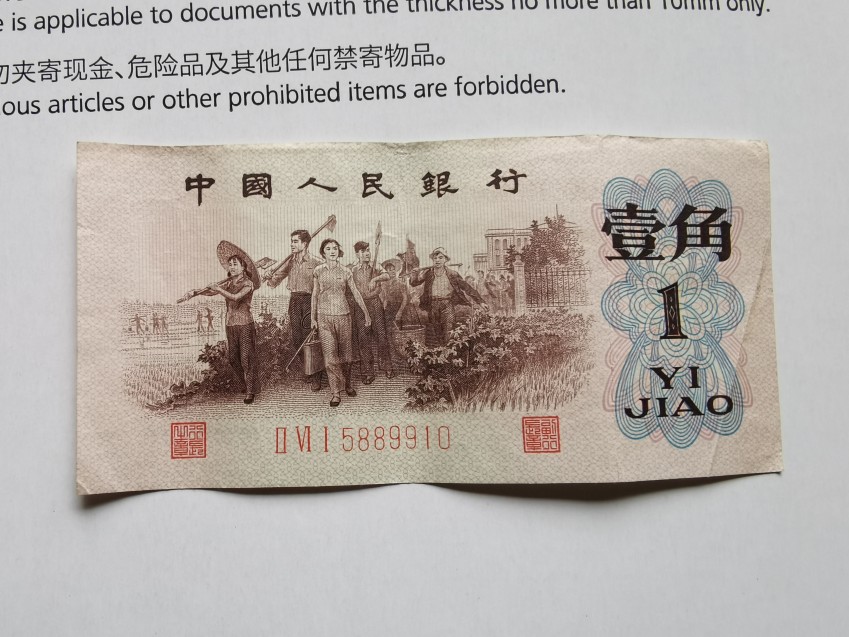 e is applicable to documents with the thickness no more than 10mm only.
勿夹寄现金、危险品及其他任何禁寄物品。
ous articles or other prohibited items are forbidden.
中國人民銀行
壹角
1
YI
JIAO
II VI I 5889910